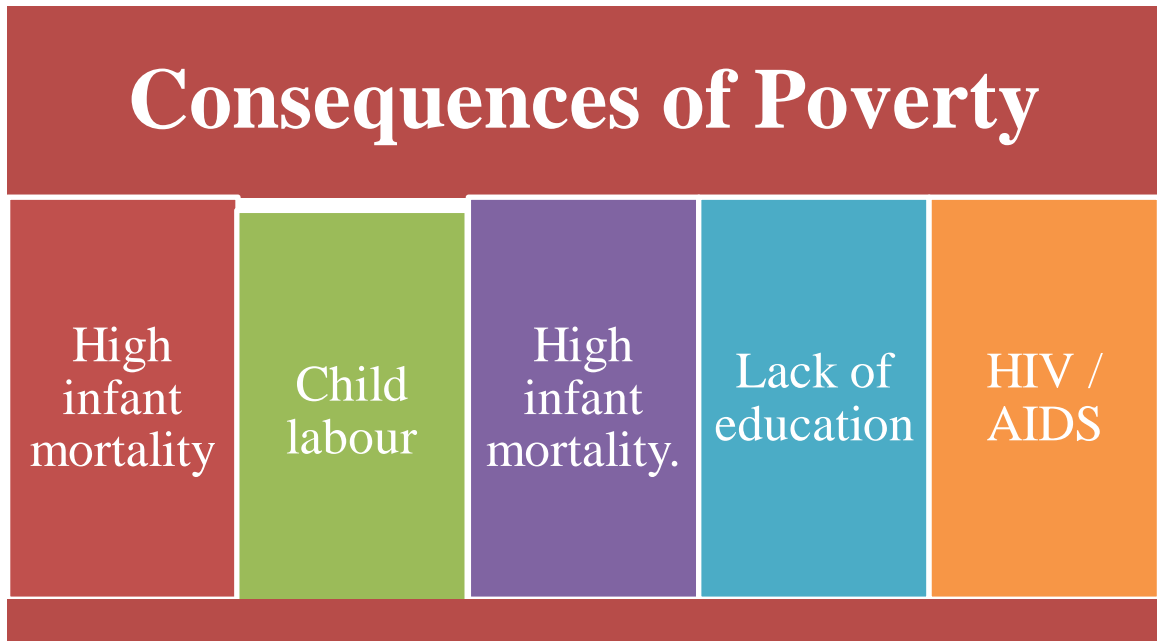 Consequences of Poverty
High
infant
mortality
Child
labour
High
infant
mortality.
Lack of
education
HIV /
AIDS